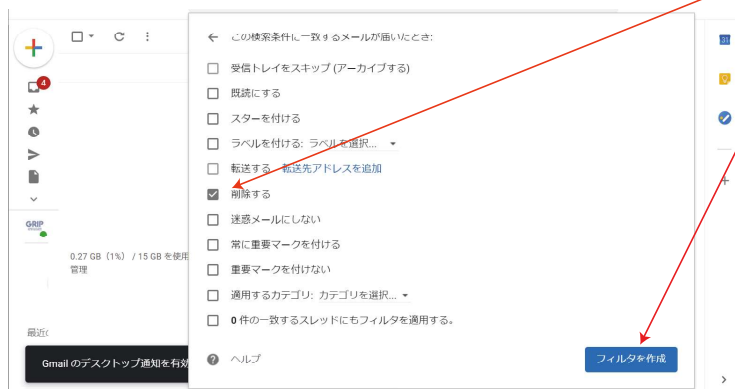 この検索条件に一致するメールが届いたとき:
受信トレイをスキップ (アーカイブする)
既読にする
スターを付ける
ラベルを付ける: ラベルを選択...
転送する 転送先アドレスを追加
削除する
迷惑メールにしない
常に重要マークを付ける
重要マークを付けない
適用するカテゴリ: カテゴリを選択...
0 件の一致するスレッドにもフィルタを適用する。
ヘルプ
フィルタを作成
4
GRIP
0.27 GB（1%）/ 15 GB を使用
管理
最近の
Gmail のデスクトップ通知を有効
31